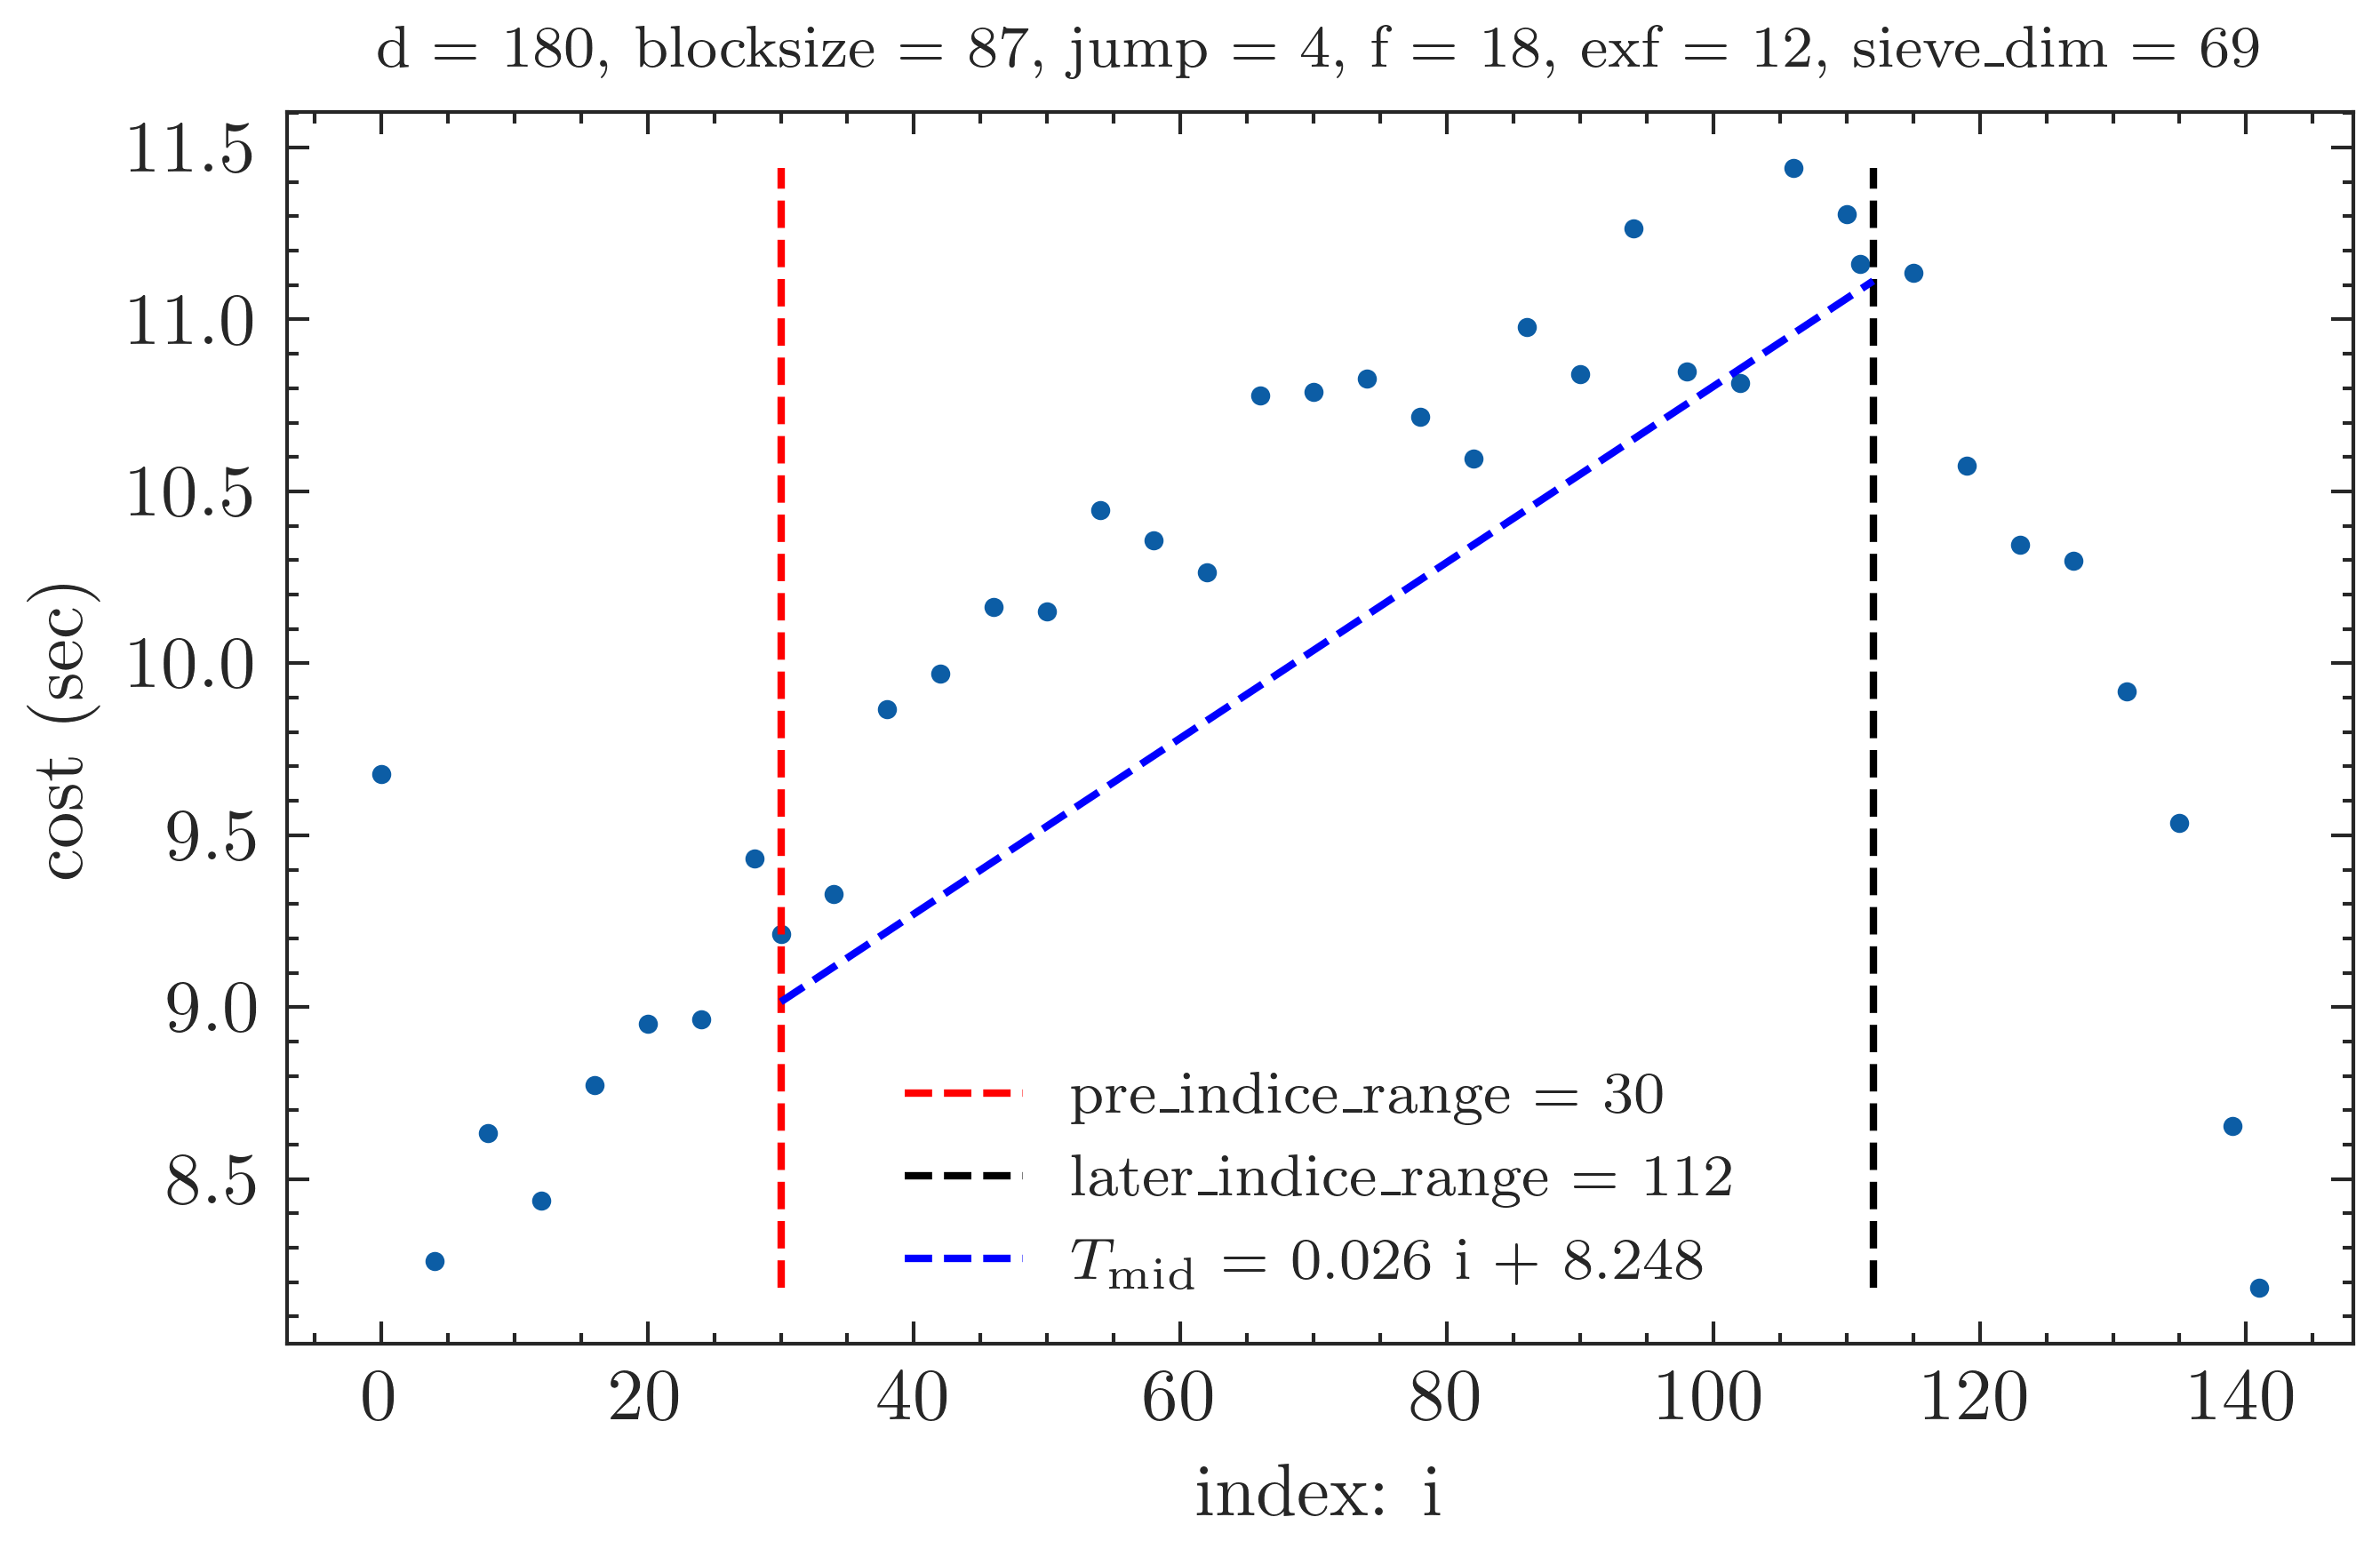 d = 180, blocksize = 87, jump = 4, f = 18, exf = 12, sieve_dim = 69
11.5
11.0
10.5
10.0
9.5
9.0
8.5
cost (sec)
pre_indice_range = 30
later_indice_range = 112
T_mid = 0.026 i + 8.248
0 20 40 60 80 100 120 140
index: i